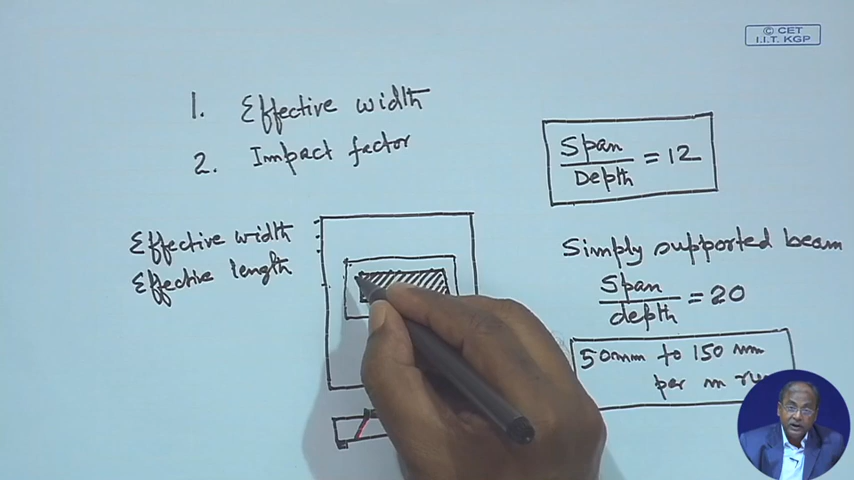 © CET
I.I.T. KGP
1. Effective width
2. Impact factor
Span
Depth = 12
Effective width
Effective length
Simply supported beam
Span
depth = 20
50mm to 150 mm
per m